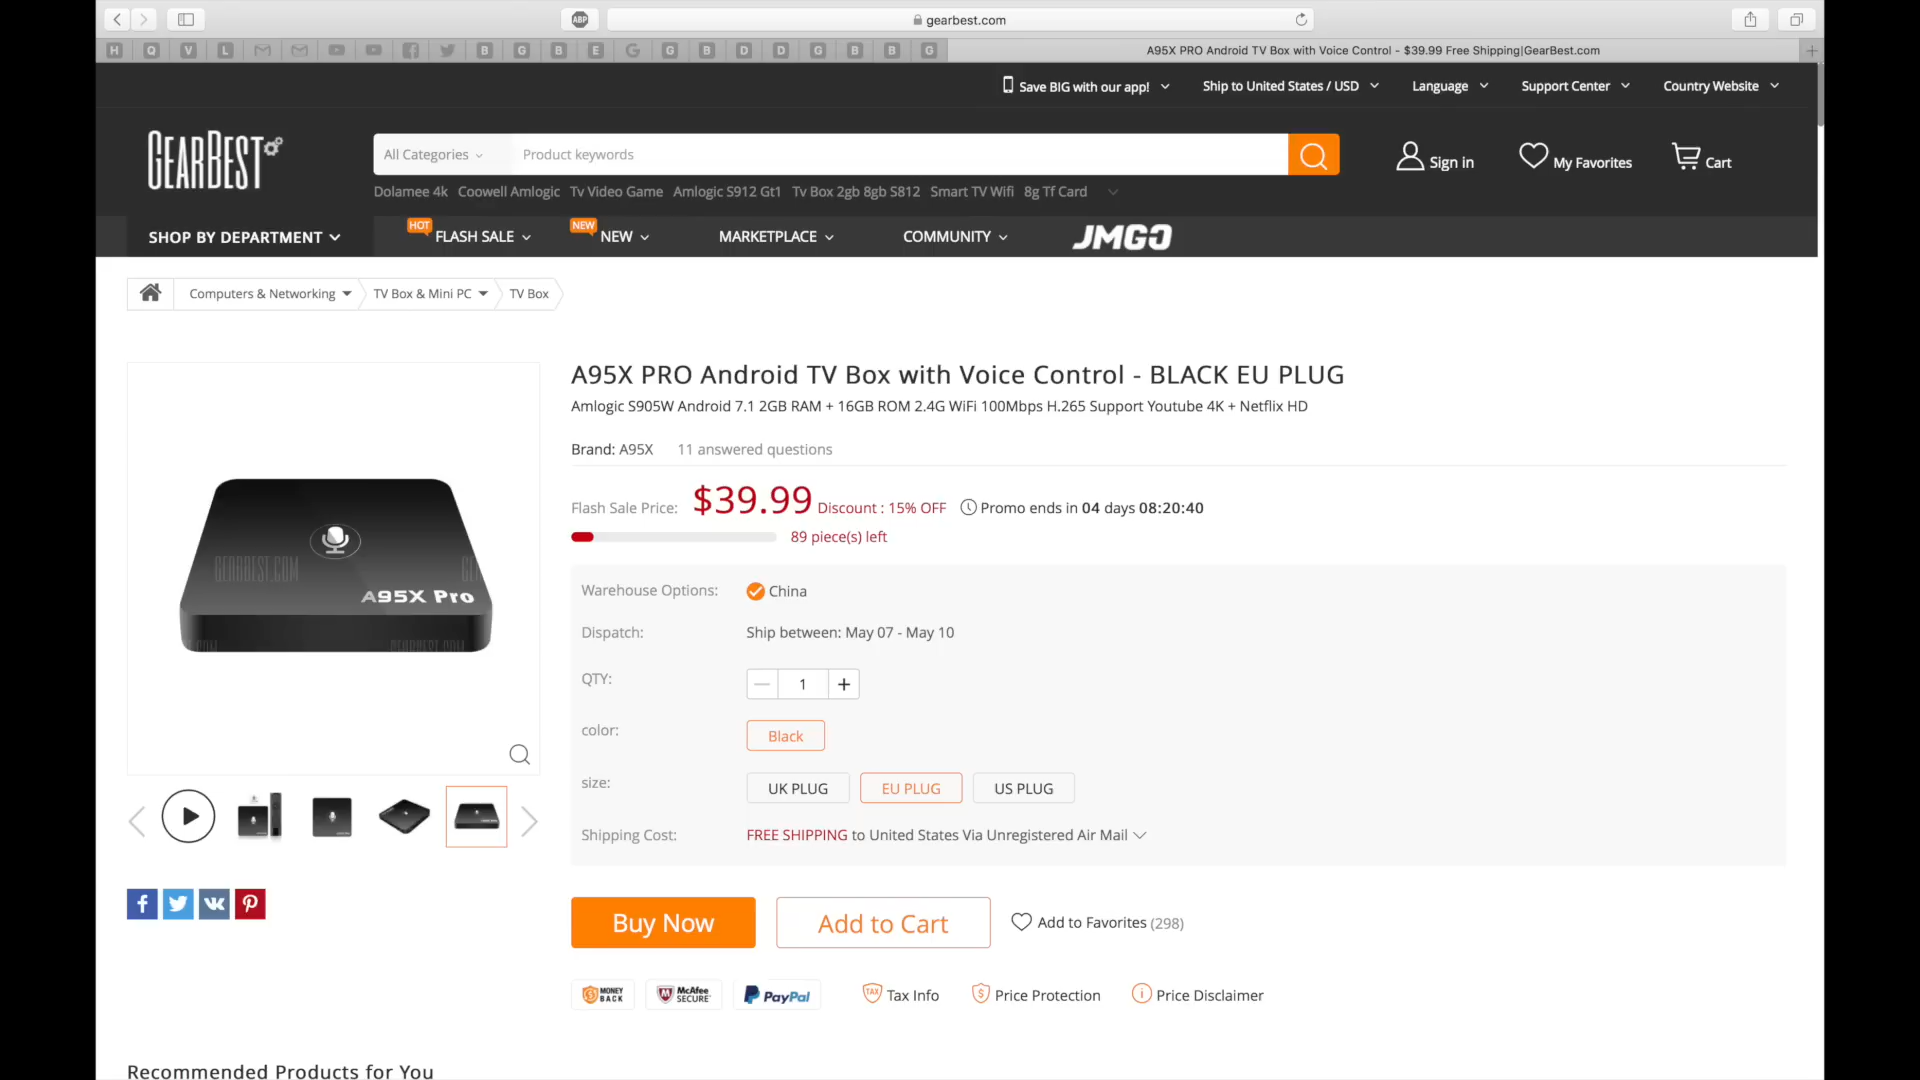 ABP
gearbest.com
H Q V L B G B E G G B D D G B B G
A95X PRO Android TV Box with Voice Control - $39.99 Free Shipping|GearBest.com
Save BIG with our app! Ship to United States / USD Language Support Center Country Website
GEARBEST
All Categories Product keywords
Sign in My Favorites Cart
Dolamee 4k Coowell Amlogic Tv Video Game Amlogic S912 Gt1 Tv Box 2gb 8gb S812 Smart TV Wifi 8g Tf Card
SHOP BY DEPARTMENT HOT FLASH SALE NEW NEW MARKETPLACE COMMUNITY JMGO
Computers & Networking TV Box & Mini PC TV Box
A95X PRO Android TV Box with Voice Control - BLACK EU PLUG
Amlogic S905W Android 7.1 2GB RAM + 16GB ROM 2.4G WiFi 100Mbps H.265 Support Youtube 4K + Netflix HD
Brand: A95X 11 answered questions
Flash Sale Price: $39.99 Discount : 15% OFF Promo ends in 04 days 08:20:40
89 piece(s) left
GEARBEST.COM
A95X Pro
Warehouse Options: China
Dispatch: Ship between: May 07 - May 10
QTY: 1 +
color: Black
size: UK PLUG EU PLUG US PLUG
Shipping Cost: FREE SHIPPING to United States Via Unregistered Air Mail
Buy Now Add to Cart Add to Favorites (298)
MONEY BACK McAfee SECURE PayPal TAX Tax Info $ Price Protection Price Disclaimer
Recommended Products for You